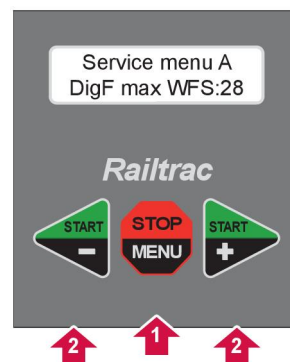 Service menu A
DigF max WFS:28
Railtrac
START
STOP
START
-
MENU
+
2
1
2